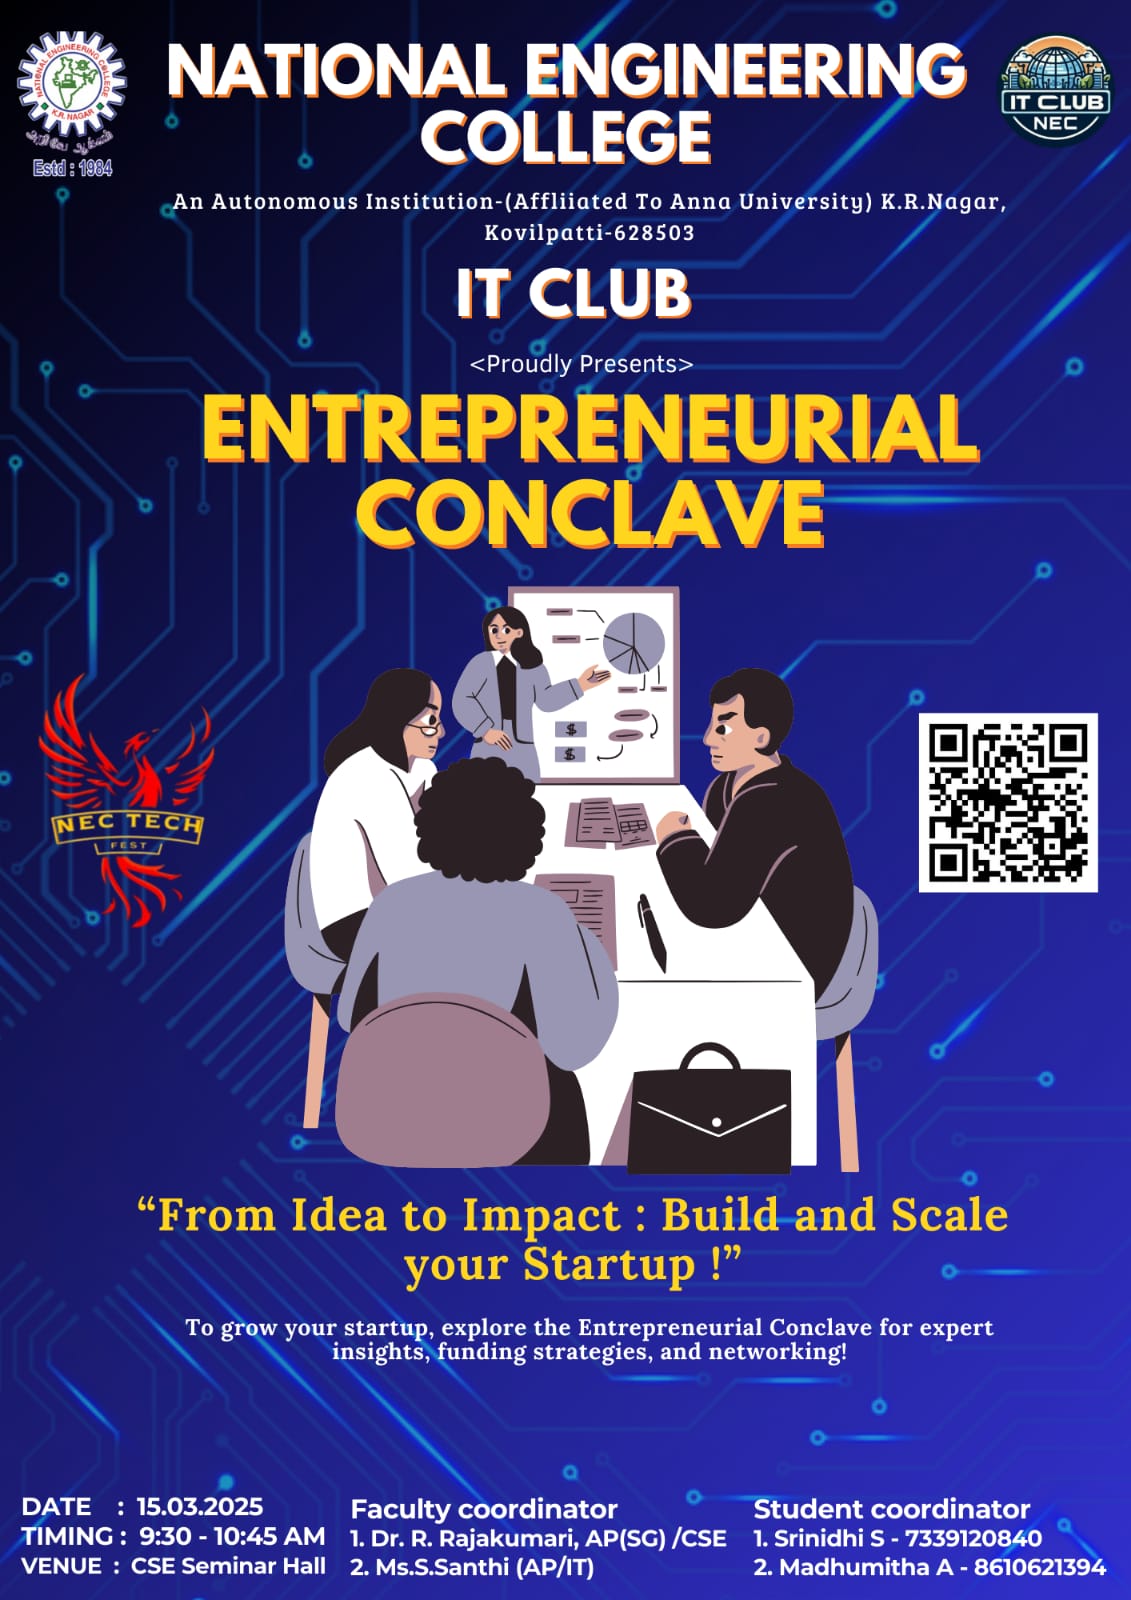 NATIONAL ENGINEERING COLLEGE
K.R. NAGAR
Estd : 1984
NATIONAL ENGINEERING
COLLEGE
IT CLUB
NEC
An Autonomous Institution-(Affliiated To Anna University) K.R.Nagar,
Kovilpatti-628503
IT CLUB
<Proudly Presents>
ENTREPRENEURIAL
CONCLAVE
$
$
NEC TECH
FEST
“From Idea to Impact : Build and Scale
your Startup !”
To grow your startup, explore the Entrepreneurial Conclave for expert
insights, funding strategies, and networking!
DATE : 15.03.2025
TIMING : 9:30 - 10:45 AM
VENUE : CSE Seminar Hall
Faculty coordinator
1. Dr. R. Rajakumari, AP(SG) /CSE
2. Ms.S.Santhi (AP/IT)
Student coordinator
1. Srinidhi S - 7339120840
2. Madhumitha A - 8610621394